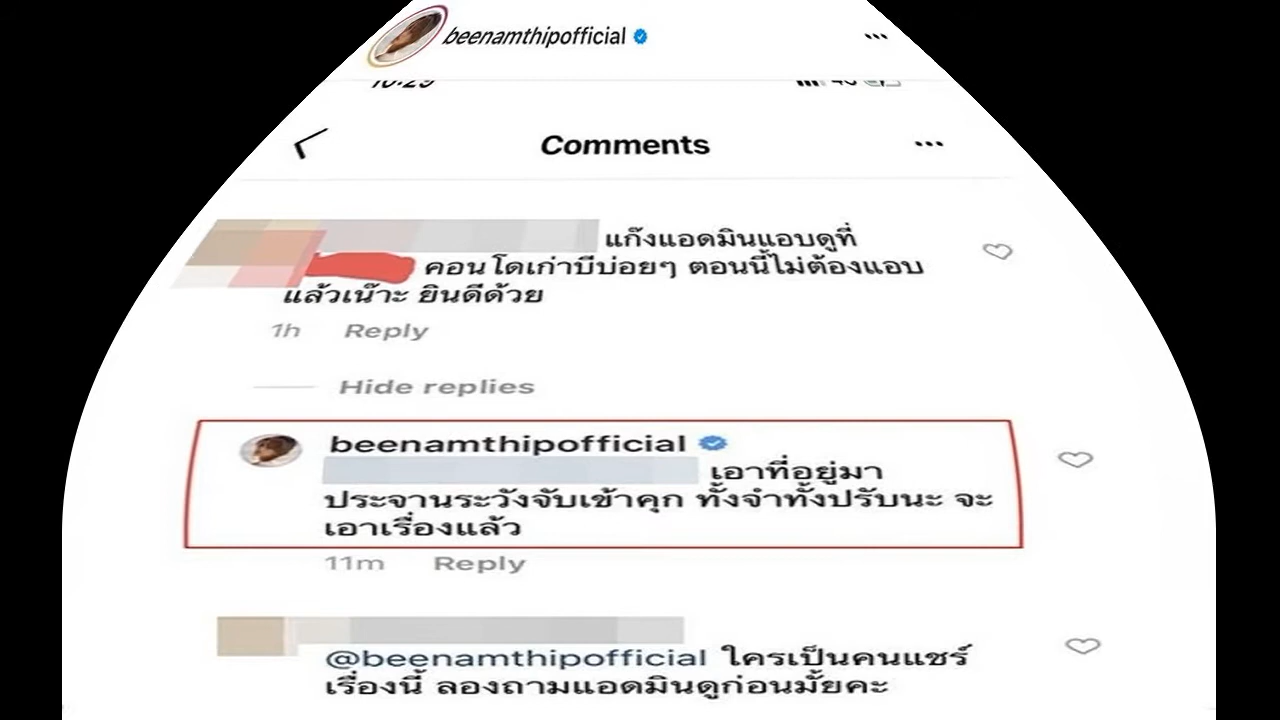 beenamthipofficial
Comments
แก๊งแอดมินแอบดูที่
คอนโดเก่าบีบ่อยๆ ตอนนี้ไม่ต้องแอบ
แล้วเน๊าะ ยินดีด้วย
1h Reply
Hide replies
beenamthipofficial
เอาที่อยู่มา
ประจานระวังจับเข้าคุก ทั้งจำทั้งปรับนะ จะ
เอาเรื่องแล้ว
11m Reply
@beenamthipofficial ใครเป็นคนแชร์
เรื่องนี้ ลองถามแอดมินดูก่อนมั้ยคะ